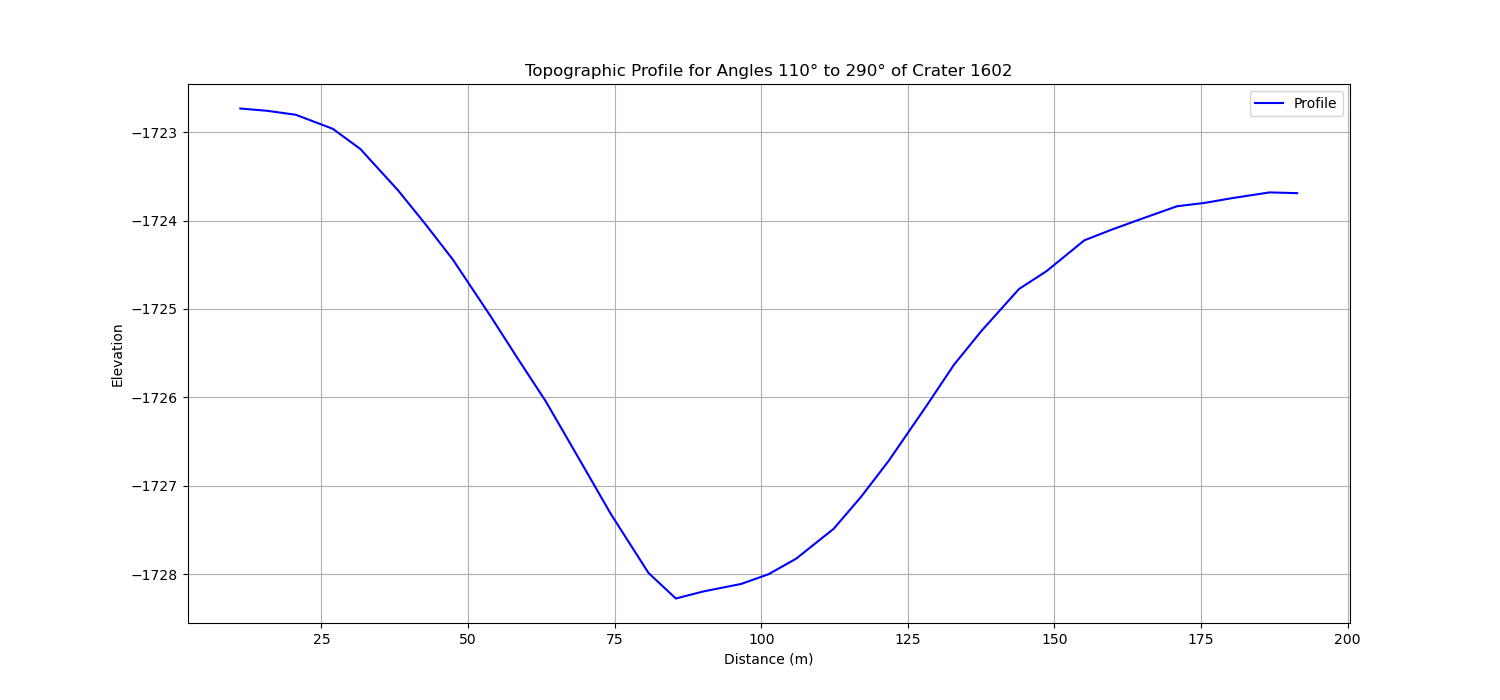 Topographic Profile for Angles 110° to 290° of Crater 1602
Profile
−1723
−1724
−1725
−1726
−1727
−1728
Elevation
25 50 75 100 125 150 175 200
Distance (m)